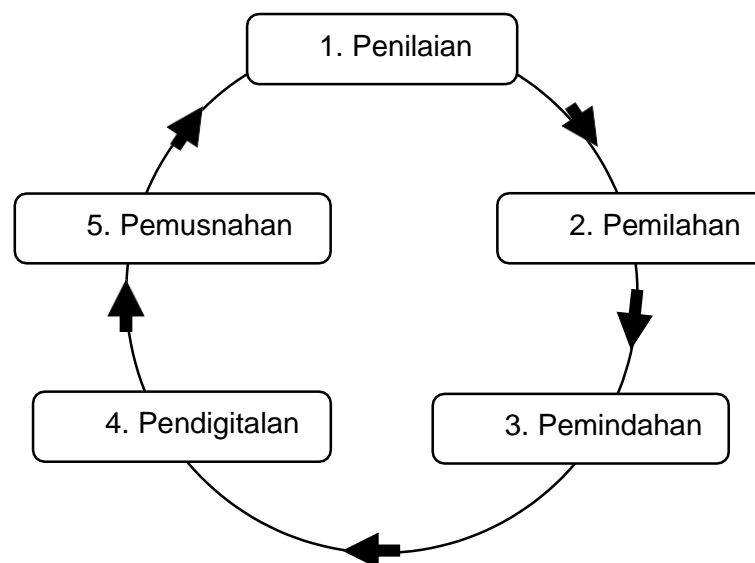 1. Penilaian
2. Pemilahan
3. Pemindahan
4. Pendigitalan
5. Pemusnahan